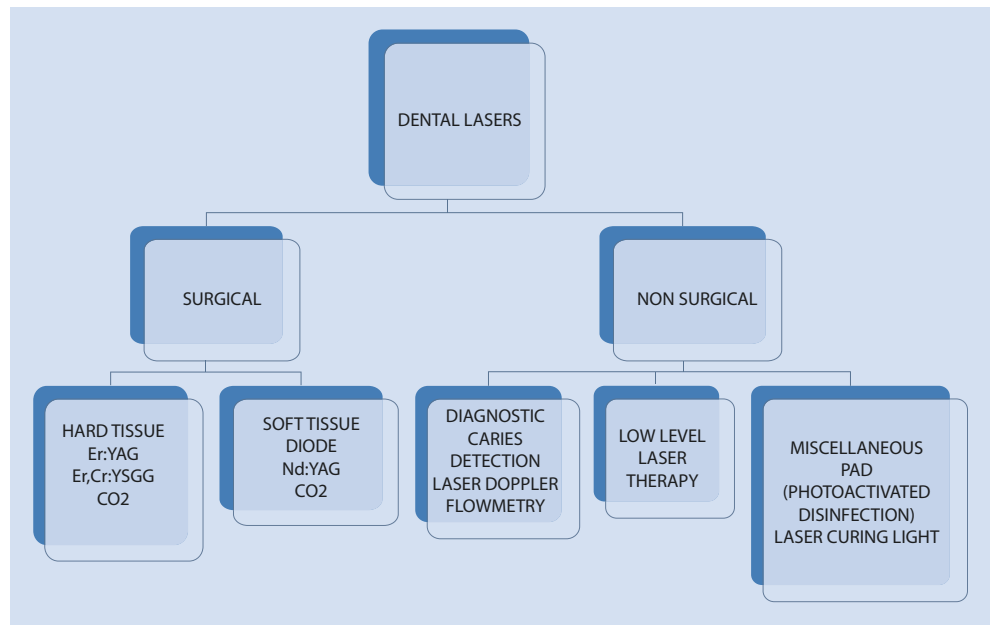 DENTAL LASERS
SURGICAL
NON SURGICAL
HARD TISSUE
Er:YAG
Er,Cr:YSGG
CO2
SOFT TISSUE
DIODE
Nd:YAG
CO2
DIAGNOSTIC
CARIES
DETECTION
LASER DOPPLER
FLOWMETRY
LOW LEVEL
LASER
THERAPY
MISCELLANEOUS
PAD
(PHOTOACTIVATED
DISINFECTION)
LASER CURING LIGHT